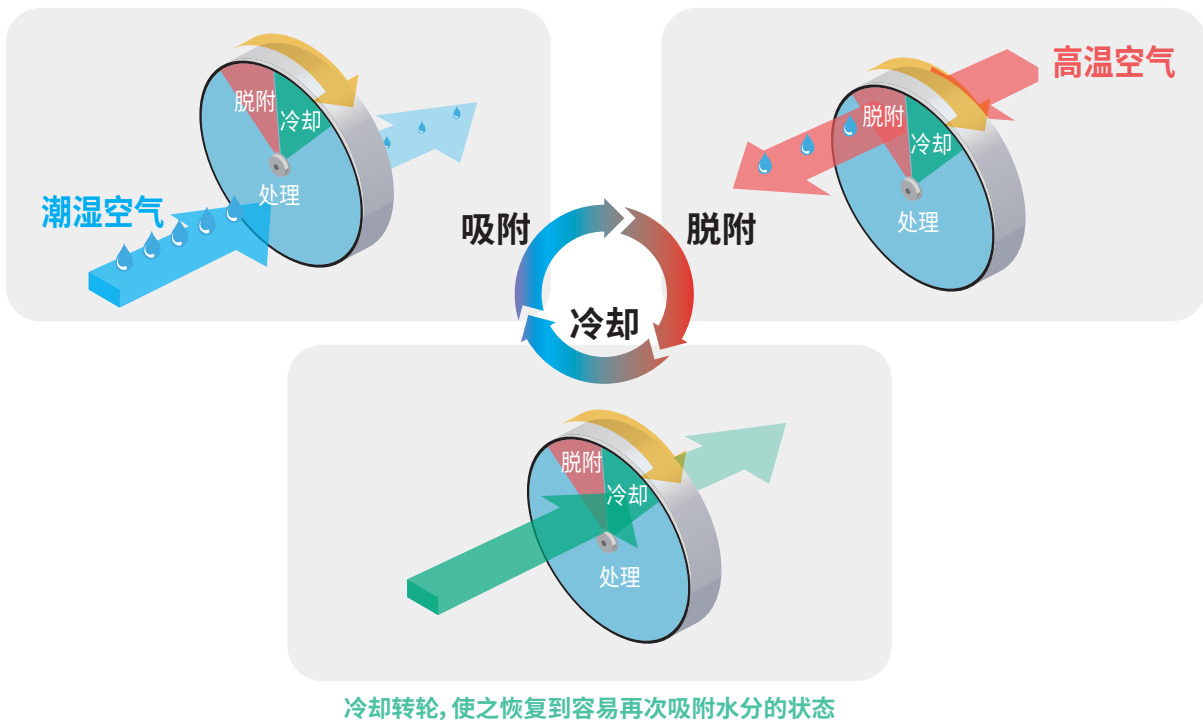 脱附
冷却
处理
潮湿空气
高温空气
脱附
冷却
处理
吸附
脱附
冷却
脱附
冷却
处理
冷却转轮, 使之恢复到容易再次吸附水分的状态